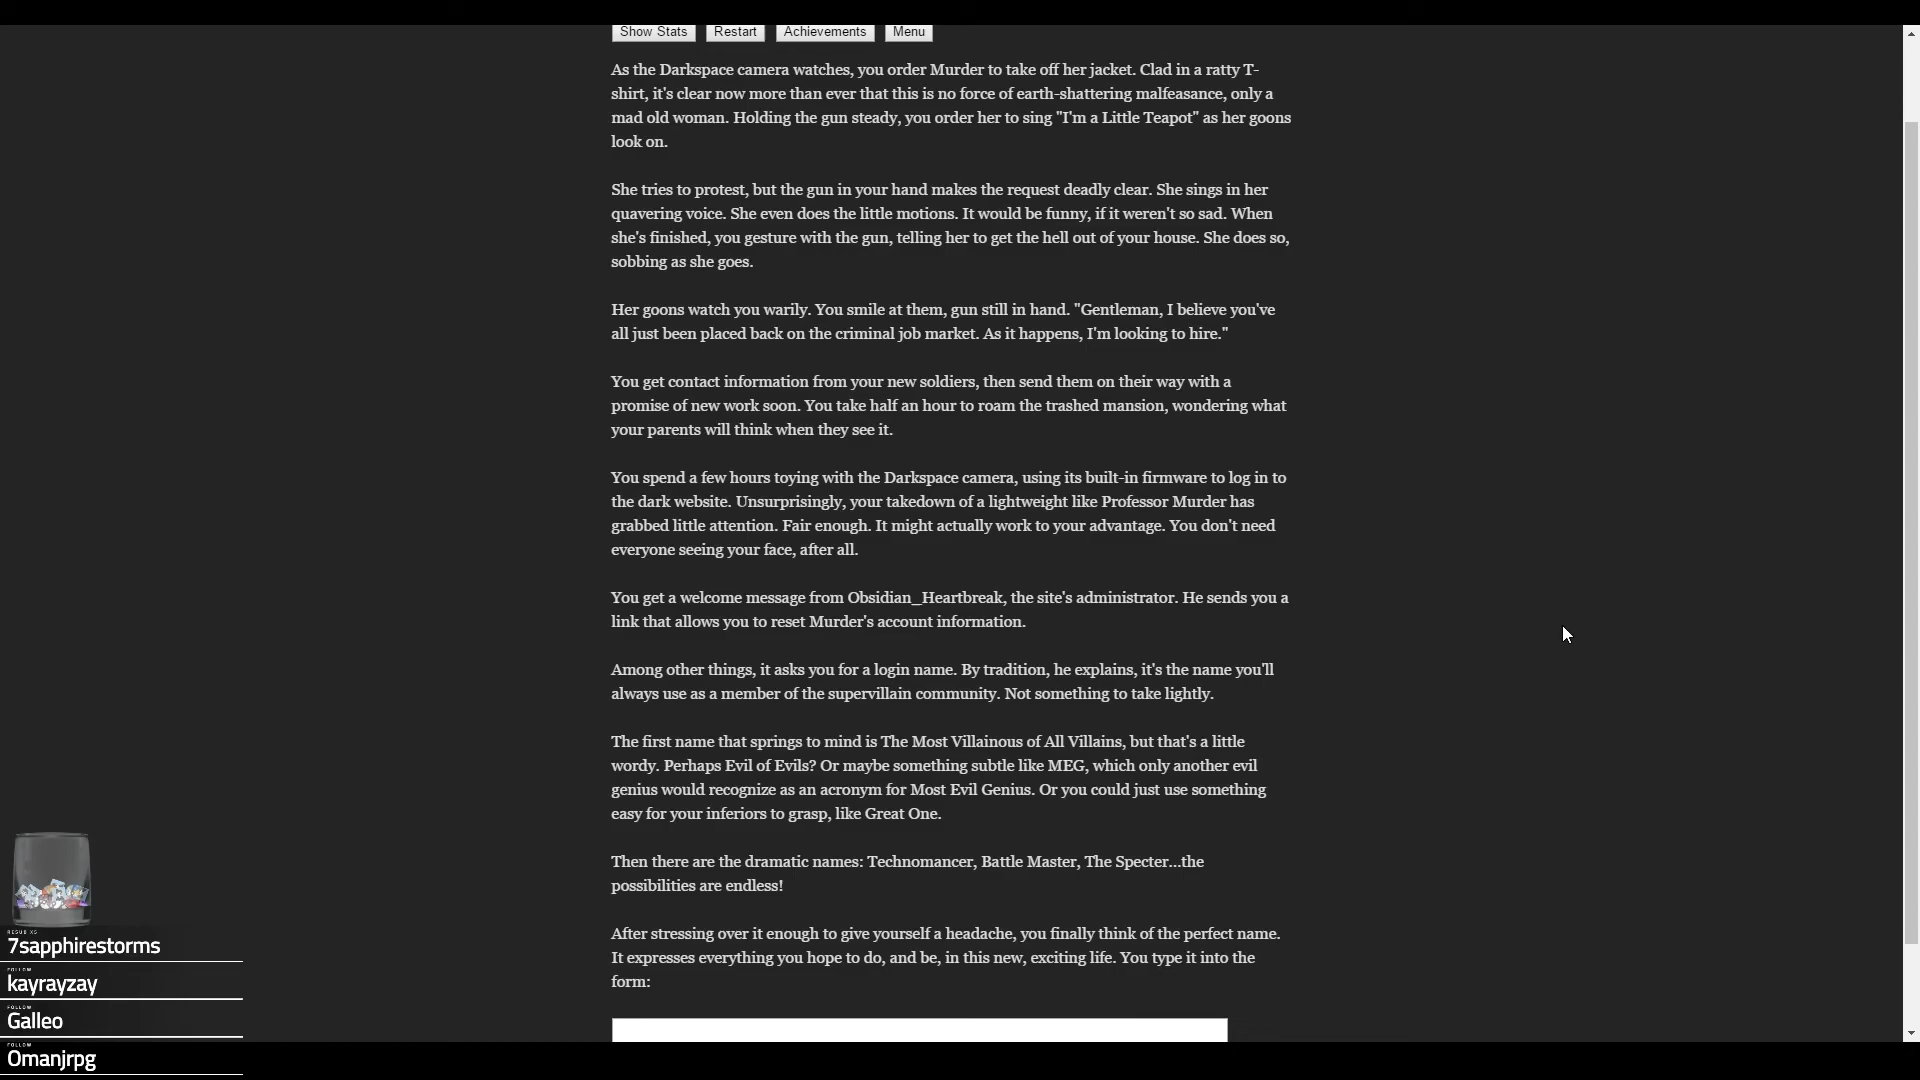 Show Stats Restart Achievements Menu
As the Darkspace camera watches, you order Murder to take off her jacket. Clad in a ratty T-
shirt, it's clear now more than ever that this is no force of earth-shattering malfeasance, only a
mad old woman. Holding the gun steady, you order her to sing "I'm a Little Teapot" as her goons
look on.
She tries to protest, but the gun in your hand makes the request deadly clear. She sings in her
quavering voice. She even does the little motions. It would be funny, if it weren't so sad. When
she's finished, you gesture with the gun, telling her to get the hell out of your house. She does so,
sobbing as she goes.
Her goons watch you warily. You smile at them, gun still in hand. "Gentleman, I believe you've
all just been placed back on the criminal job market. As it happens, I'm looking to hire."
You get contact information from your new soldiers, then send them on their way with a
promise of new work soon. You take half an hour to roam the trashed mansion, wondering what
your parents will think when they see it.
You spend a few hours toying with the Darkspace camera, using its built-in firmware to log in to
the dark website. Unsurprisingly, your takedown of a lightweight like Professor Murder has
grabbed little attention. Fair enough. It might actually work to your advantage. You don't need
everyone seeing your face, after all.
You get a welcome message from Obsidian_Heartbreak, the site's administrator. He sends you a
link that allows you to reset Murder's account information.
Among other things, it asks you for a login name. By tradition, he explains, it's the name you'll
always use as a member of the supervillain community. Not something to take lightly.
The first name that springs to mind is The Most Villainous of All Villains, but that's a little
wordy. Perhaps Evil of Evils? Or maybe something subtle like MEG, which only another evil
genius would recognize as an acronym for Most Evil Genius. Or you could just use something
easy for your inferiors to grasp, like Great One.
Then there are the dramatic names: Technomancer, Battle Master, The Specter...the
possibilities are endless!
After stressing over it enough to give yourself a headache, you finally think of the perfect name.
It expresses everything you hope to do, and be, in this new, exciting life. You type it into the
form:
RESUB X5
7sapphirestorms
FOLLOW
kayrayzay
FOLLOW
Galleo
FOLLOW
Omanjrpg